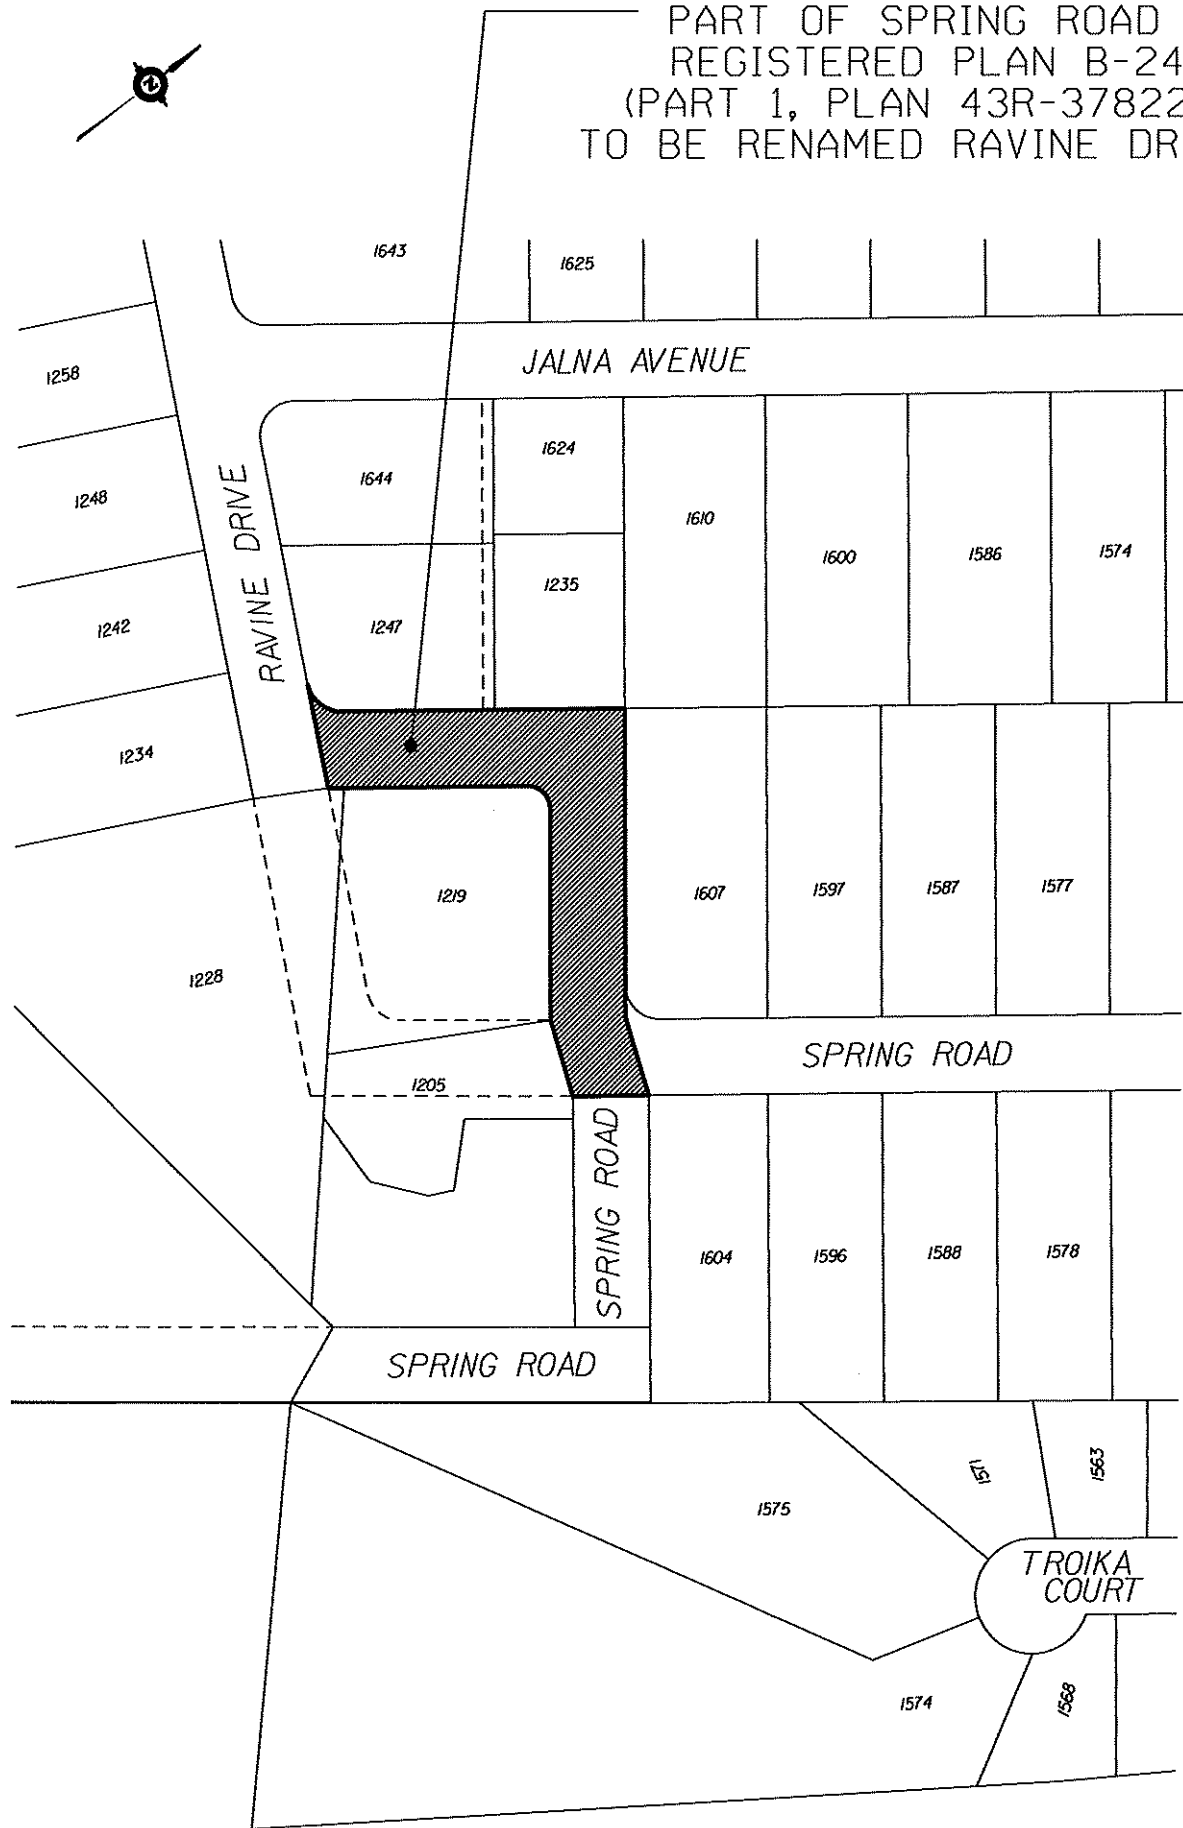 PART OF SPRING ROAD
REGISTERED PLAN B-24
(PART 1, PLAN 43R-37822
TO BE RENAMED RAVINE DR
1643
1625
JALNA AVENUE
1258
1248
1242
1234
RAVINE DRIVE
1644
1624
1610
1600
1586
1574
1247
1235
1219
1607
1597
1587
1577
1228
1205
SPRING ROAD
SPRING ROAD
1604
1596
1588
1578
SPRING ROAD
1575
1571
1563
TROIKA
COURT
1574
1568